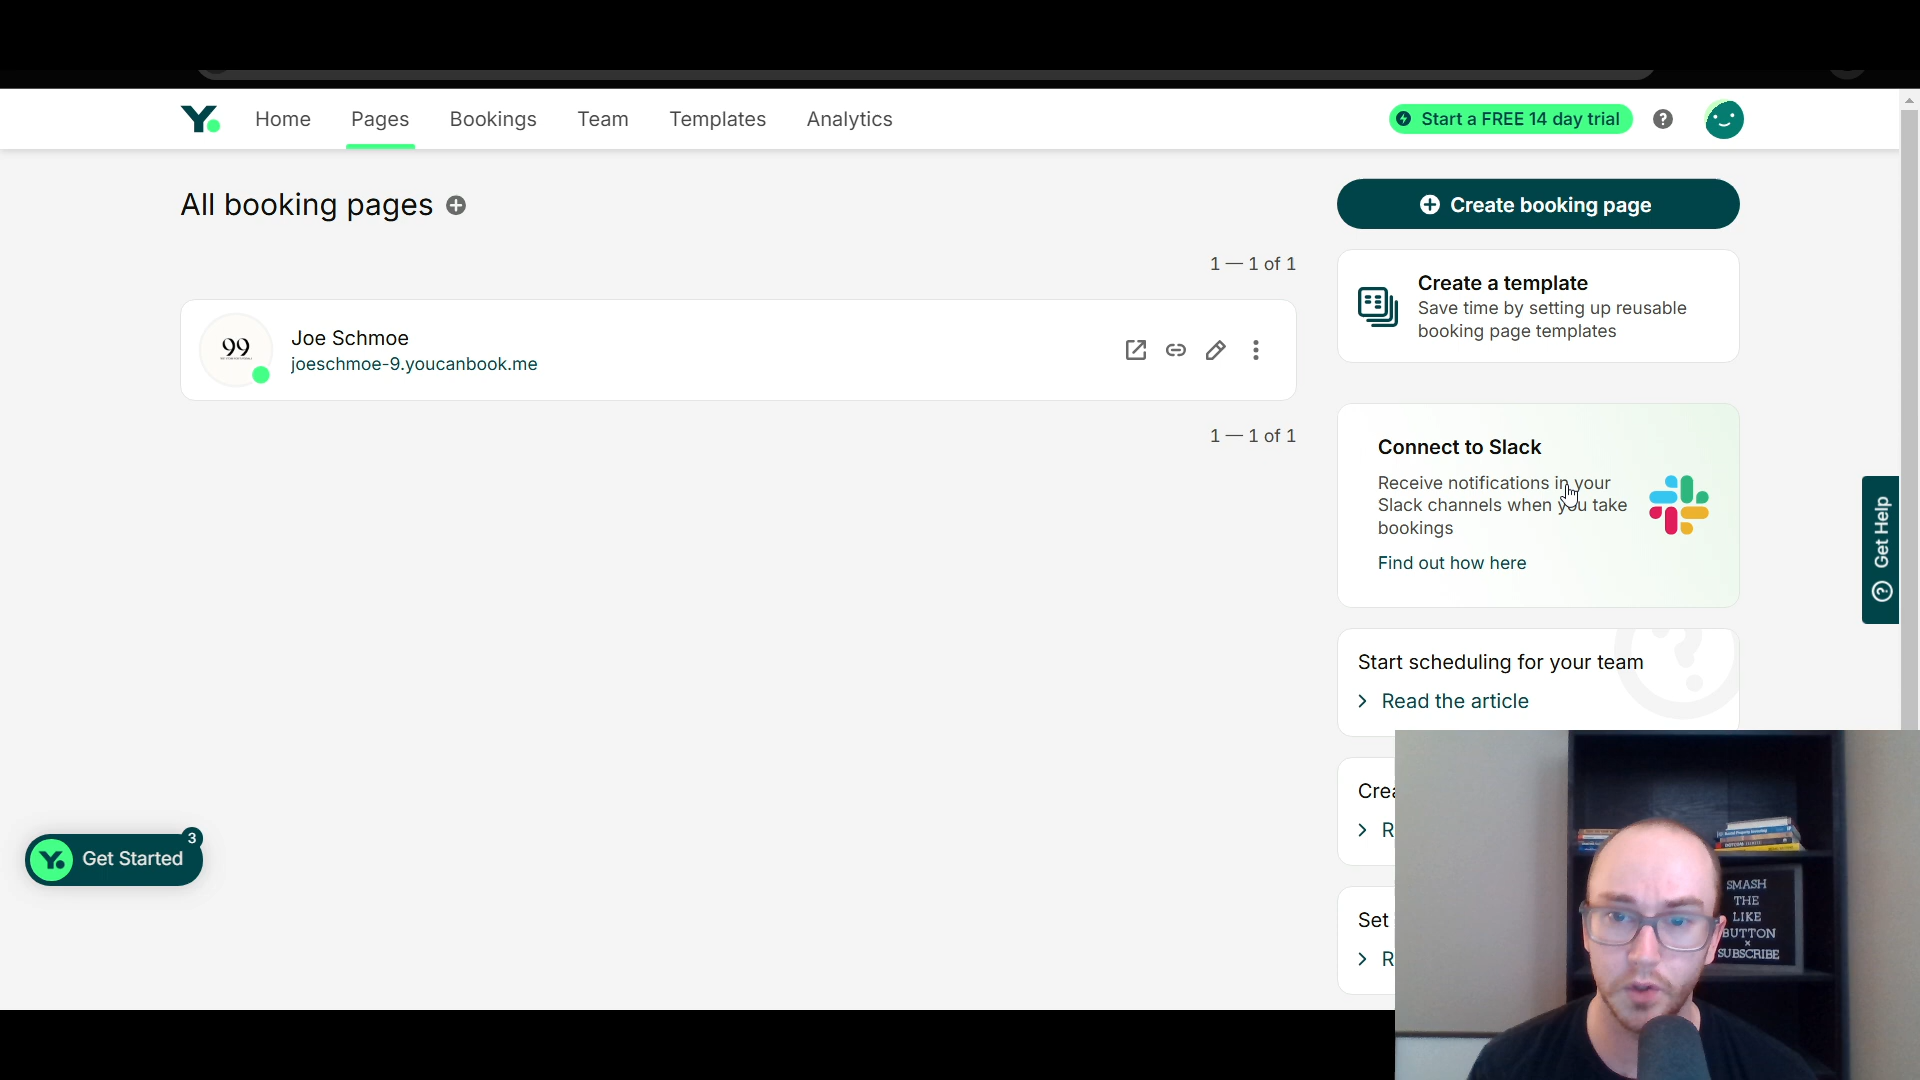 Home Pages Bookings Team Templates Analytics
Start a FREE 14 day trial
All booking pages
Create booking page
1 — 1 of 1
Create a template
Save time by setting up reusable
booking page templates
99
Joe Schmoe
joeschmoe-9.youcanbook.me
1 — 1 of 1
Connect to Slack
Receive notifications in your
Slack channels when you take
bookings
Find out how here
Get Help
Start scheduling for your team
Read the article
Crea
R
3
Get Started
Set
R
SMASH
THE
LIKE
BUTTON
×
SUBSCRIBE